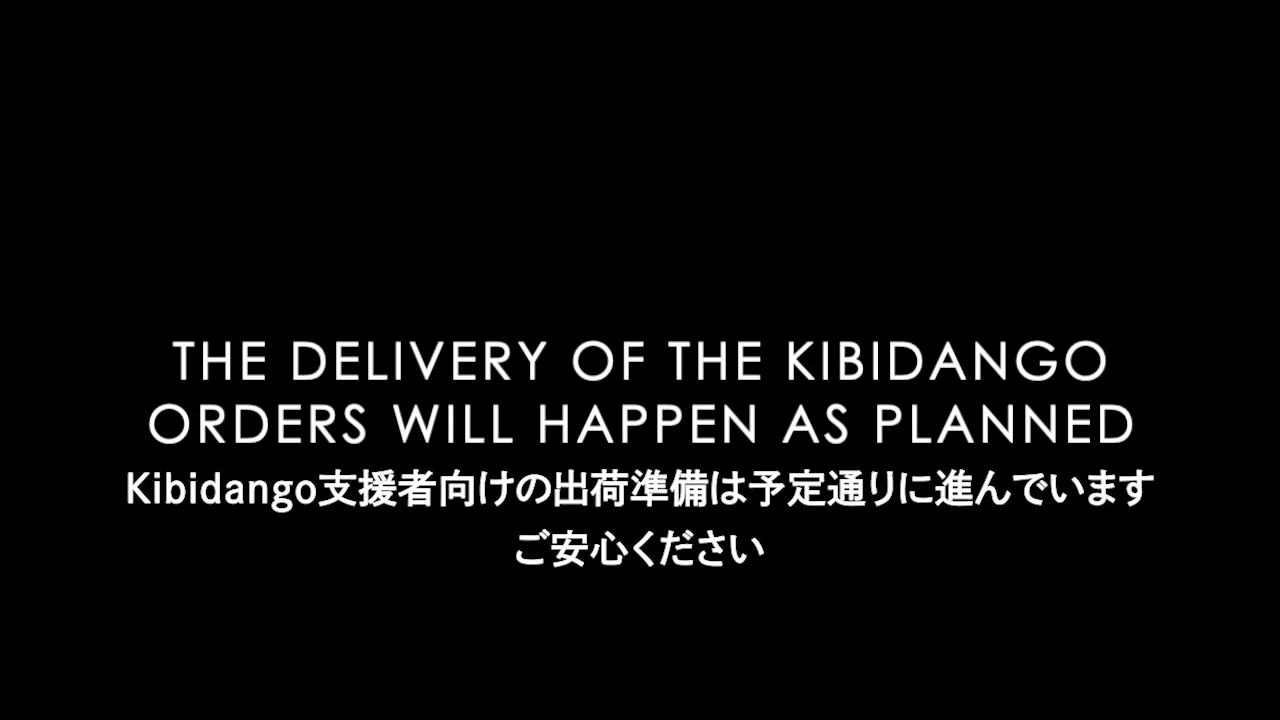 THE DELIVERY OF THE KIBIDANGO
ORDERS WILL HAPPEN AS PLANNED
Kibidango支援者向けの出荷準備は予定通りに進んでいます
ご安心ください